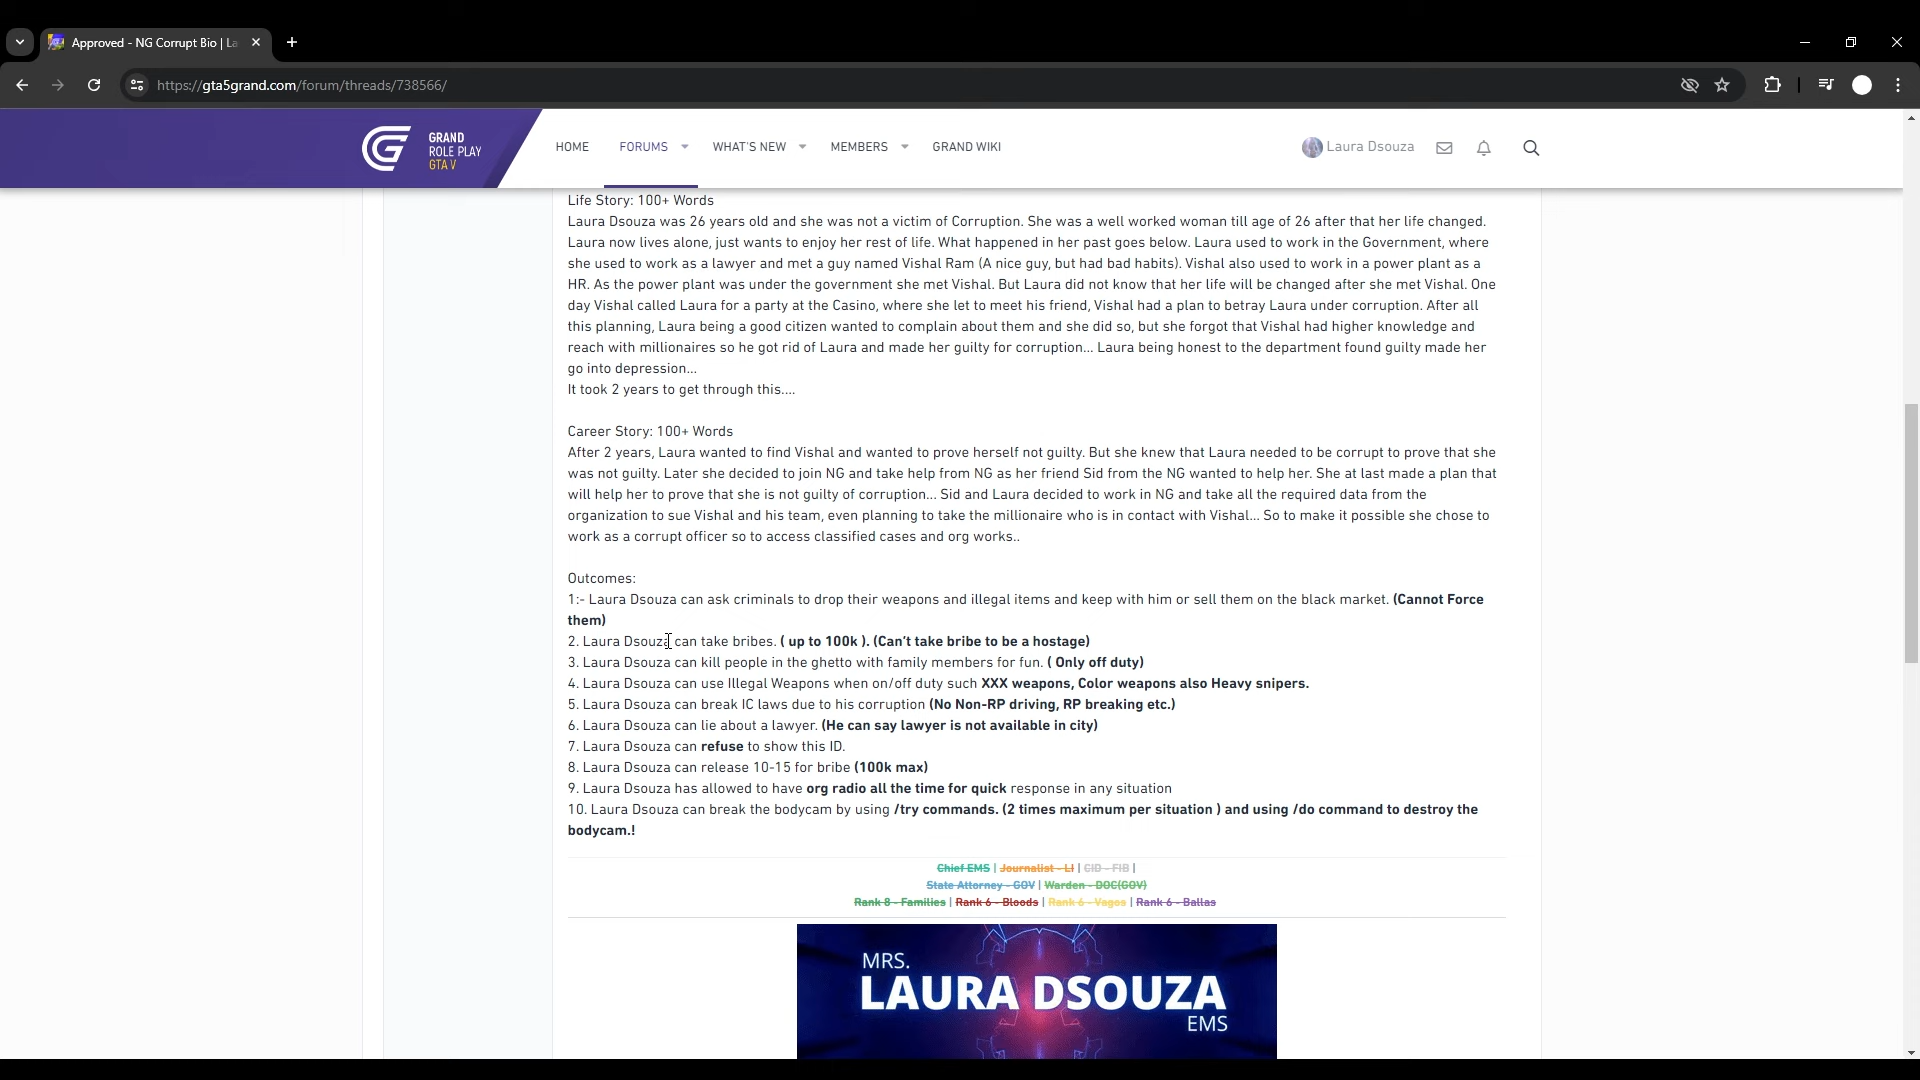 Approved - NG Corrupt Bio | La
https://gta5grand.com/forum/threads/738566/
GRAND
ROLE PLAY
GTA V
HOME FORUMS WHAT'S NEW MEMBERS GRAND WIKI Laura Dsouza
Life Story: 100+ Words
Laura Dsouza was 26 years old and she was not a victim of Corruption. She was a well worked woman till age of 26 after that her life changed.
Laura now lives alone, just wants to enjoy her rest of life. What happened in her past goes below. Laura used to work in the Government, where
she used to work as a lawyer and met a guy named Vishal Ram (A nice guy, but had bad habits). Vishal also used to work in a power plant as a
HR. As the power plant was under the government she met Vishal. But Laura did not know that her life will be changed after she met Vishal. One
day Vishal called Laura for a party at the Casino, where she let to meet his friend, Vishal had a plan to betray Laura under corruption. After all
this planning, Laura being a good citizen wanted to complain about them and she did so, but she forgot that Vishal had higher knowledge and
reach with millionaires so he got rid of Laura and made her guilty for corruption... Laura being honest to the department found guilty made her
go into depression...
It took 2 years to get through this....
Career Story: 100+ Words
After 2 years, Laura wanted to find Vishal and wanted to prove herself not guilty. But she knew that Laura needed to be corrupt to prove that she
was not guilty. Later she decided to join NG and take help from NG as her friend Sid from the NG wanted to help her. She at last made a plan that
will help her to prove that she is not guilty of corruption... Sid and Laura decided to work in NG and take all the required data from the
organization to sue Vishal and his team, even planning to take the millionaire who is in contact with Vishal... So to make it possible she chose to
work as a corrupt officer so to access classified cases and org works..
Outcomes:
1:- Laura Dsouza can ask criminals to drop their weapons and illegal items and keep with him or sell them on the black market. (Cannot Force
them)
2. Laura Dsouza can take bribes. ( up to 100k ). (Can't take bribe to be a hostage)
3. Laura Dsouza can kill people in the ghetto with family members for fun. ( Only off duty)
4. Laura Dsouza can use Illegal Weapons when on/off duty such XXX weapons, Color weapons also Heavy snipers.
5. Laura Dsouza can break IC laws due to his corruption (No Non-RP driving, RP breaking etc.)
6. Laura Dsouza can lie about a lawyer. (He can say lawyer is not available in city)
7. Laura Dsouza can refuse to show this ID.
8. Laura Dsouza can release 10-15 for bribe (100k max)
9. Laura Dsouza has allowed to have org radio all the time for quick response in any situation
10. Laura Dsouza can break the bodycam by using /try commands. (2 times maximum per situation ) and using /do command to destroy the
bodycam.!
Chief EMS | Journalist - LI | CID - FIB |
State Attorney - GOV | Warden - DOC(GOV)
Rank 8 - Families | Rank 6 - Bloods | Rank 6 - Vagos | Rank 6 - Ballas
MRS.
LAURA DSOUZA
EMS